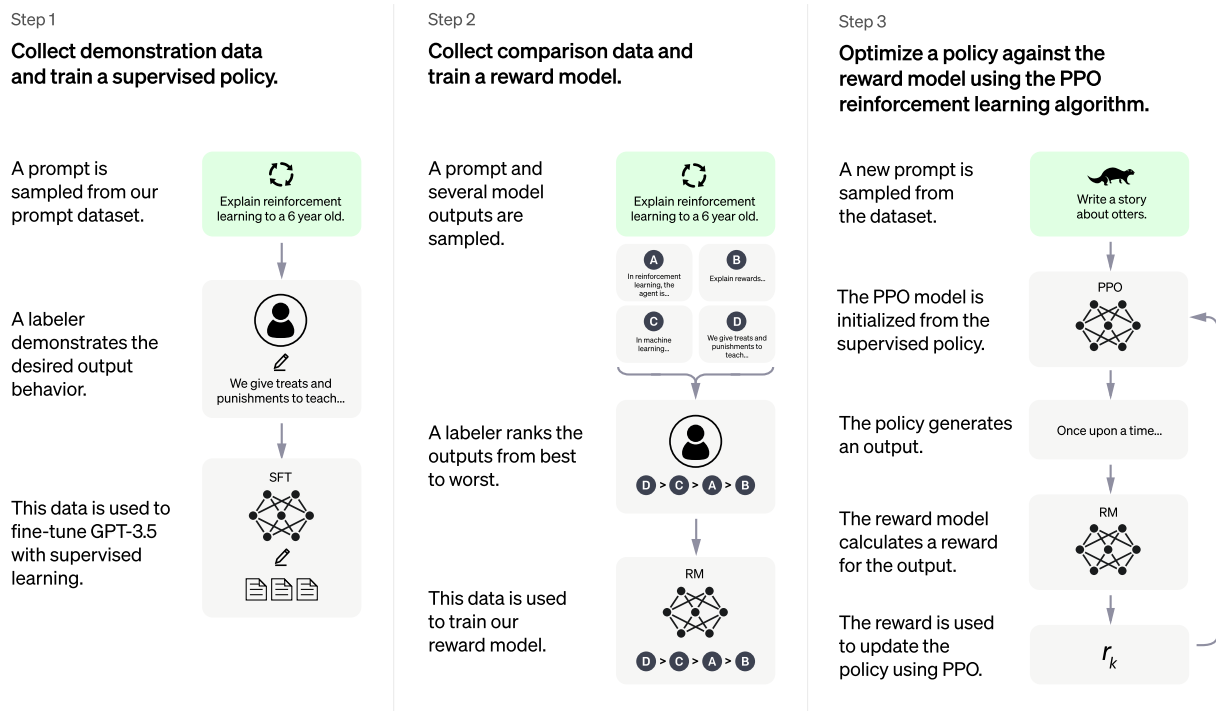 Step 1
Collect demonstration data
and train a supervised policy.
A prompt is
sampled from our
prompt dataset.
Explain reinforcement
learning to a 6 year old.
A labeler
demonstrates the
desired output
behavior.
We give treats and
punishments to teach...
This data is used to
fine-tune GPT-3.5
with supervised
learning.
SFT
Step 2
Collect comparison data and
train a reward model.
A prompt and
several model
outputs are
sampled.
Explain reinforcement
learning to a 6 year old.
A
In reinforcement
learning, the
agent is...
B
Explain rewards...
C
In machine
learning...
D
We give treats and
punishments to
teach...
A labeler ranks the
outputs from best
to worst.
D > C > A > B
This data is used
to train our
reward model.
RM
D > C > A > B
Step 3
Optimize a policy against the
reward model using the PPO
reinforcement learning algorithm.
A new prompt is
sampled from
the dataset.
Write a story
about otters.
The PPO model is
initialized from the
supervised policy.
PPO
The policy generates
an output.
Once upon a time...
The reward model
calculates a reward
for the output.
RM
The reward is used
to update the
policy using PPO.
r_k